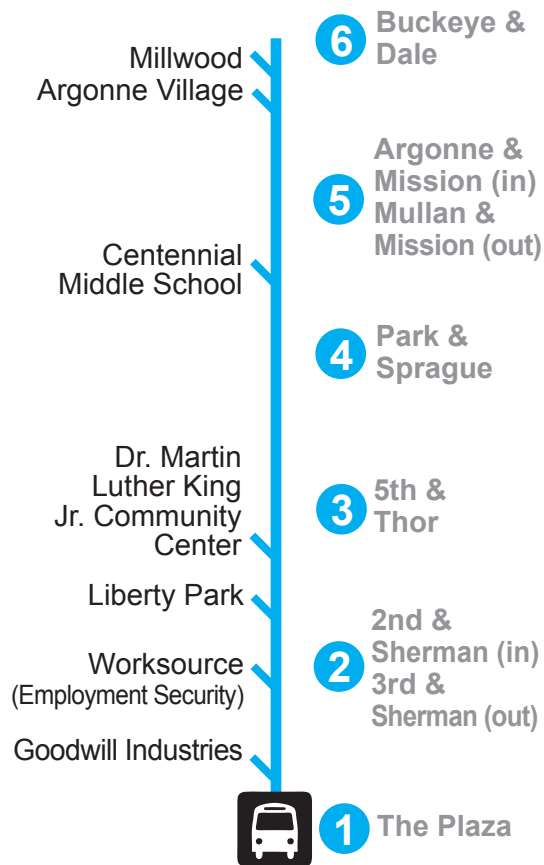 6
Buckeye &
Dale
Millwood
Argonne Village
5
Argonne &
Mission (in)
Mullan &
Mission (out)
Centennial
Middle School
4
Park &
Sprague
Dr. Martin
Luther King
Jr. Community
Center
3
5th &
Thor
Liberty Park
2
2nd &
Sherman (in)
3rd &
Sherman (out)
Worksource
(Employment Security)
Goodwill Industries
1
The Plaza